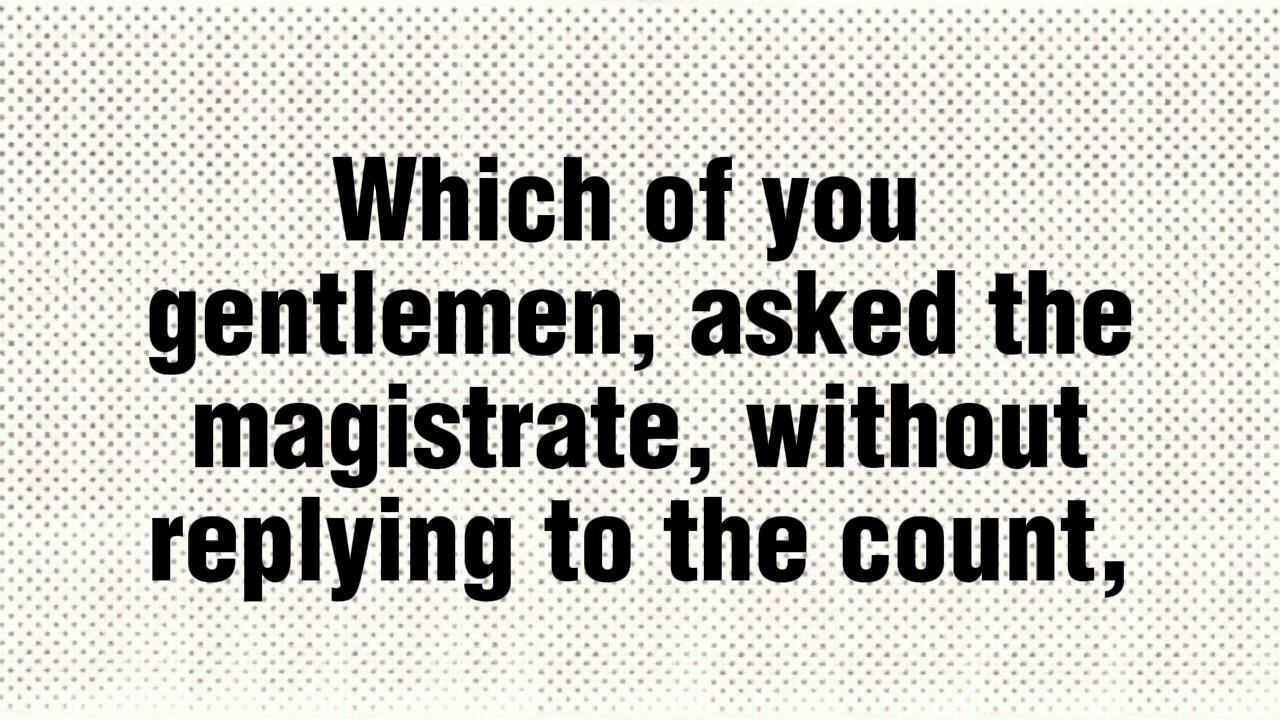 Which of you
gentlemen, asked the
magistrate, without
replying to the count,